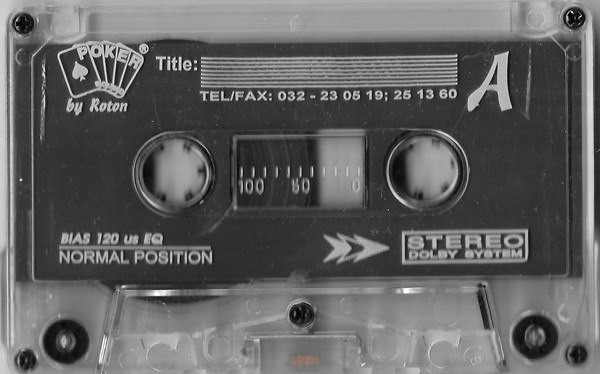 POKER®
by Roton
Title:
TEL/FAX: 032 - 23 05 19; 25 13 60
A
100 50 0
BIAS 120 us EQ
NORMAL POSITION
STEREO
DOLBY SYSTEM